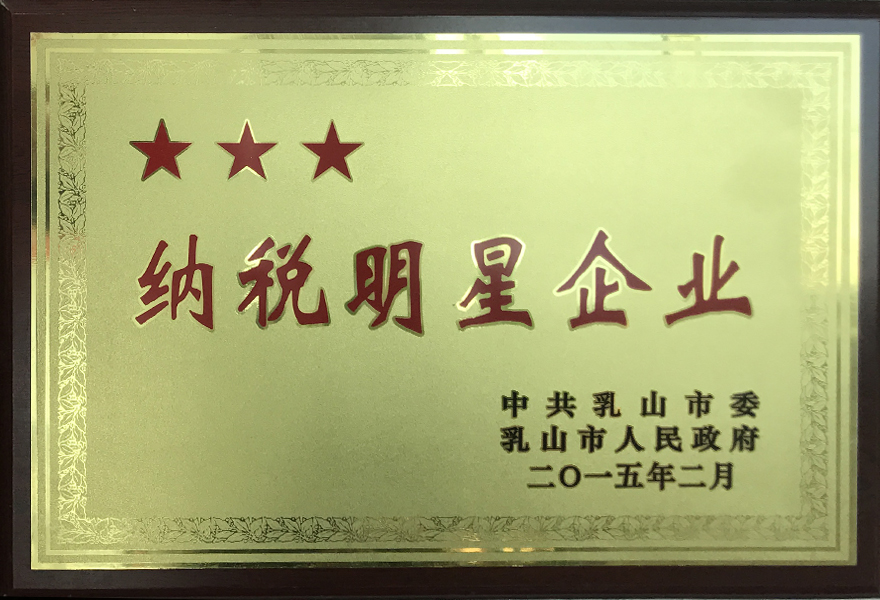 ★★★
纳税明星企业
中共乳山市委
乳山市人民政府
二〇一五年二月